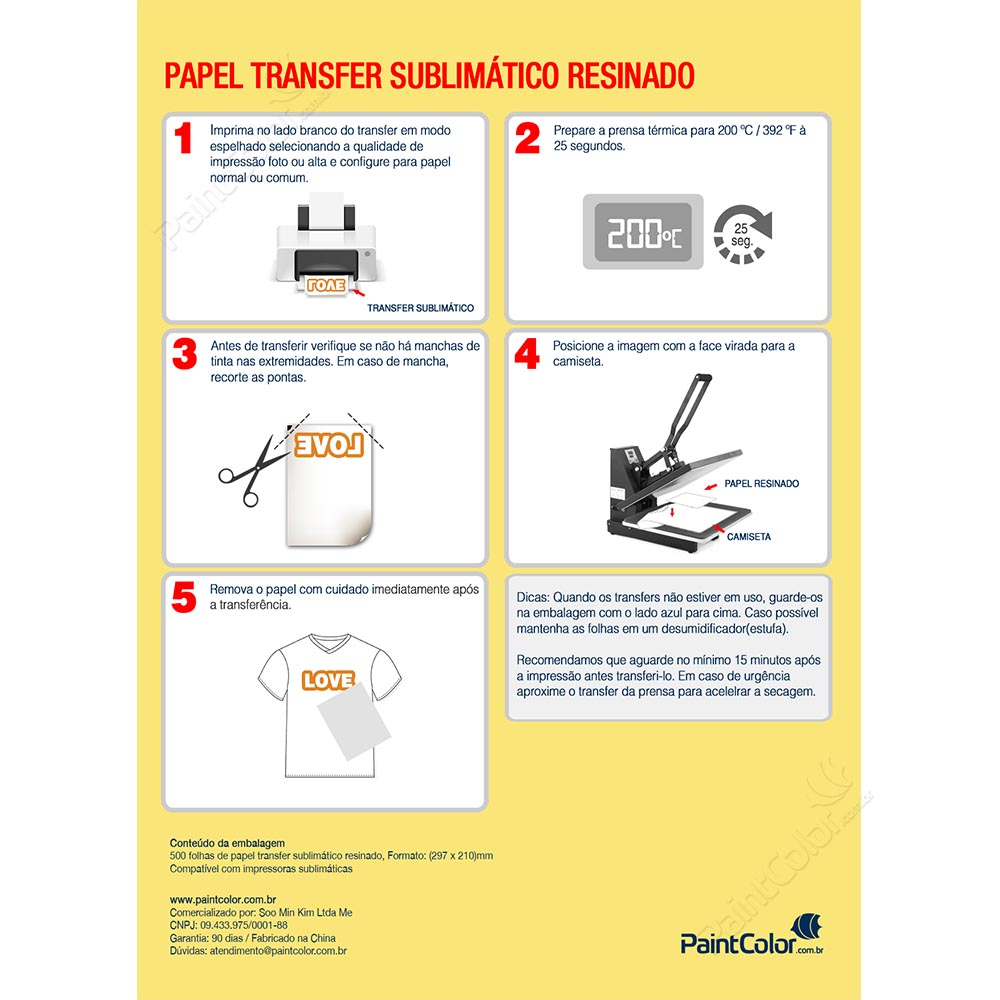 PAPEL TRANSFER SUBLIMÁTICO RESINADO
1
Imprima no lado branco do transfer em modo
espelhado selecionando a qualidade de
impressão foto ou alta e configure para papel
normal ou comum.
LOVE
TRANSFER SUBLIMÁTICO
2
Prepare a prensa térmica para 200 ºC / 392 ºF à
25 segundos.
200ºC
25
seg.
3
Antes de transferir verifique se não há manchas de
tinta nas extremidades. Em caso de mancha,
recorte as pontas.
LOVE
4
Posicione a imagem com a face virada para a
camiseta.
PAPEL RESINADO
CAMISETA
5
Remova o papel com cuidado imediatamente após
a transferência.
LOVE
Dicas: Quando os transfers não estiver em uso, guarde-os
na embalagem com o lado azul para cima. Caso possível
mantenha as folhas em um desumidificador(estufa).
Recomendamos que aguarde no mínimo 15 minutos após
a impressão antes transferi-lo. Em caso de urgência
aproxime o transfer da prensa para acelelrar a secagem.
Conteúdo da embalagem
500 folhas de papel transfer sublimático resinado, Formato: (297 x 210)mm
Compatível com impressoras sublimáticas
www.paintcolor.com.br
Comercializado por: Soo Min Kim Ltda Me
CNPJ: 09.433.975/0001-88
Garantia: 90 dias / Fabricado na China
Dúvidas: atendimento@paintcolor.com.br
PaintColor.com.br
PaintColor.com.br
PaintColor.com.br